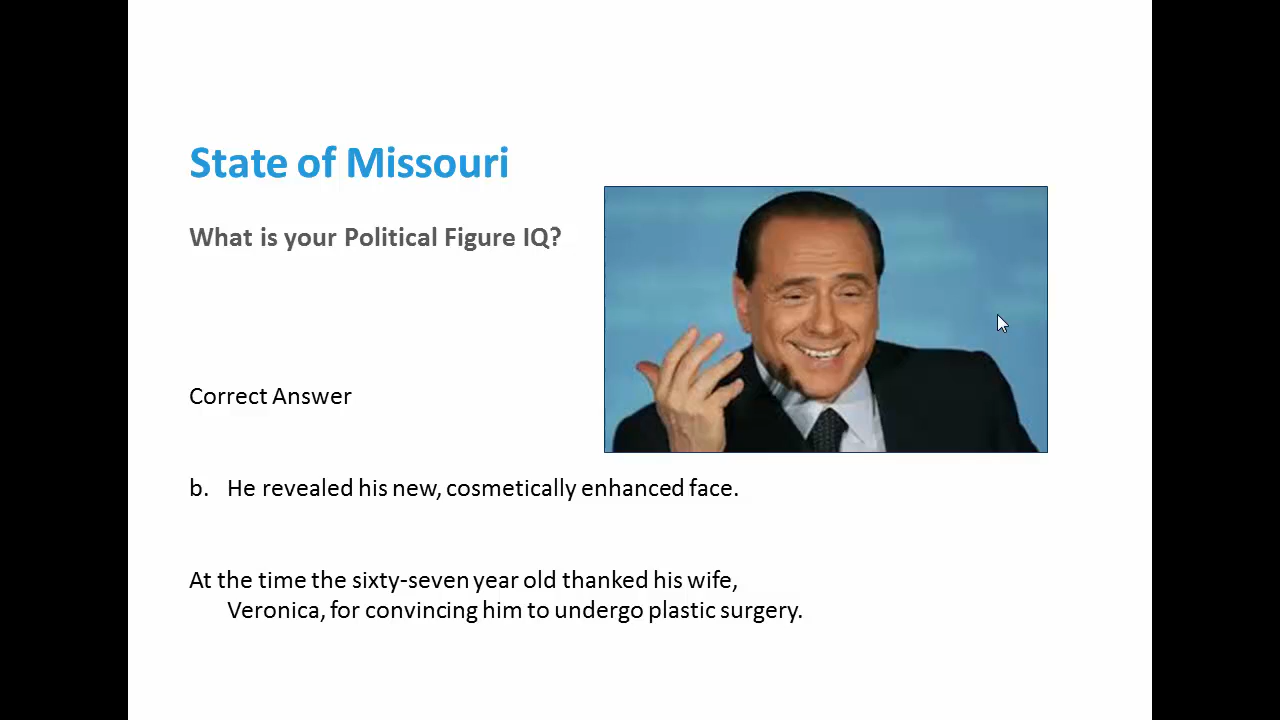 State of Missouri
What is your Political Figure IQ?
Correct Answer
b. He revealed his new, cosmetically enhanced face.
At the time the sixty-seven year old thanked his wife,
Veronica, for convincing him to undergo plastic surgery.